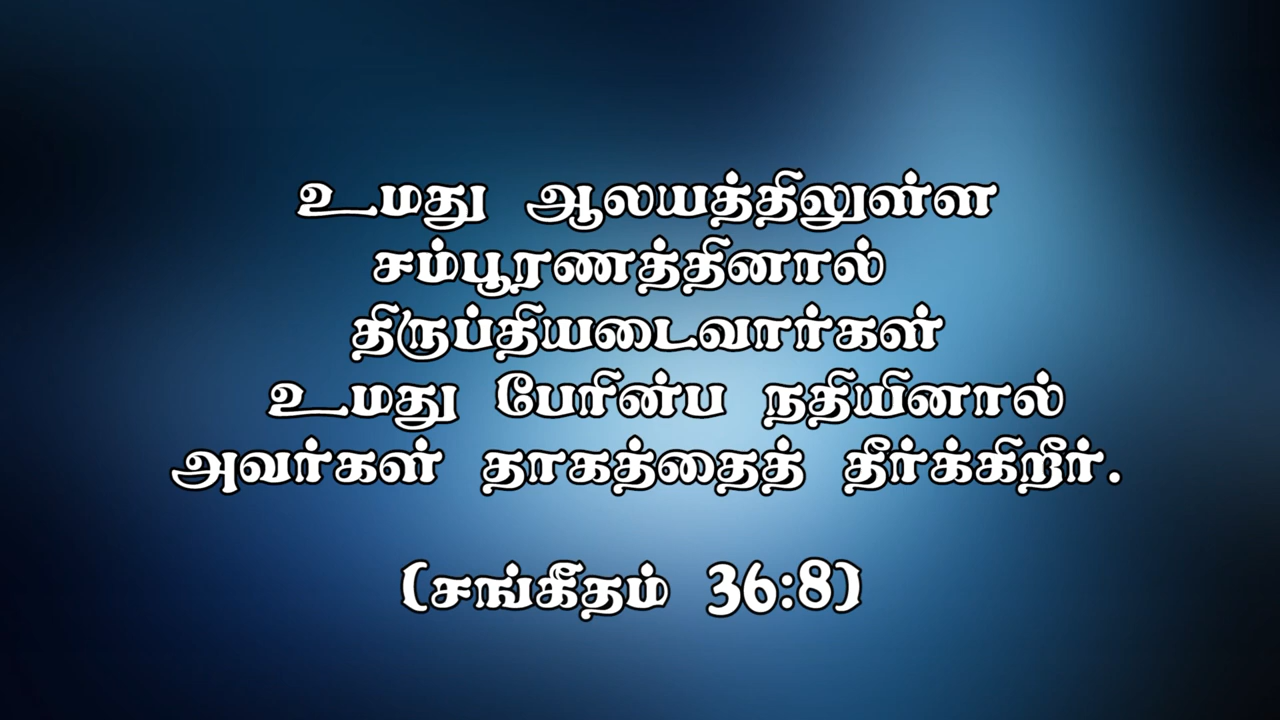 உமது ஆலயத்திலுள்ள
சம்பூரணத்தினால்
திருப்தியடைவார்கள்
உமது பேரின்ப நதியினால்
அவர்கள் தாகத்தைத் தீர்க்கிறீர்.
(சங்கீதம் 36:8)